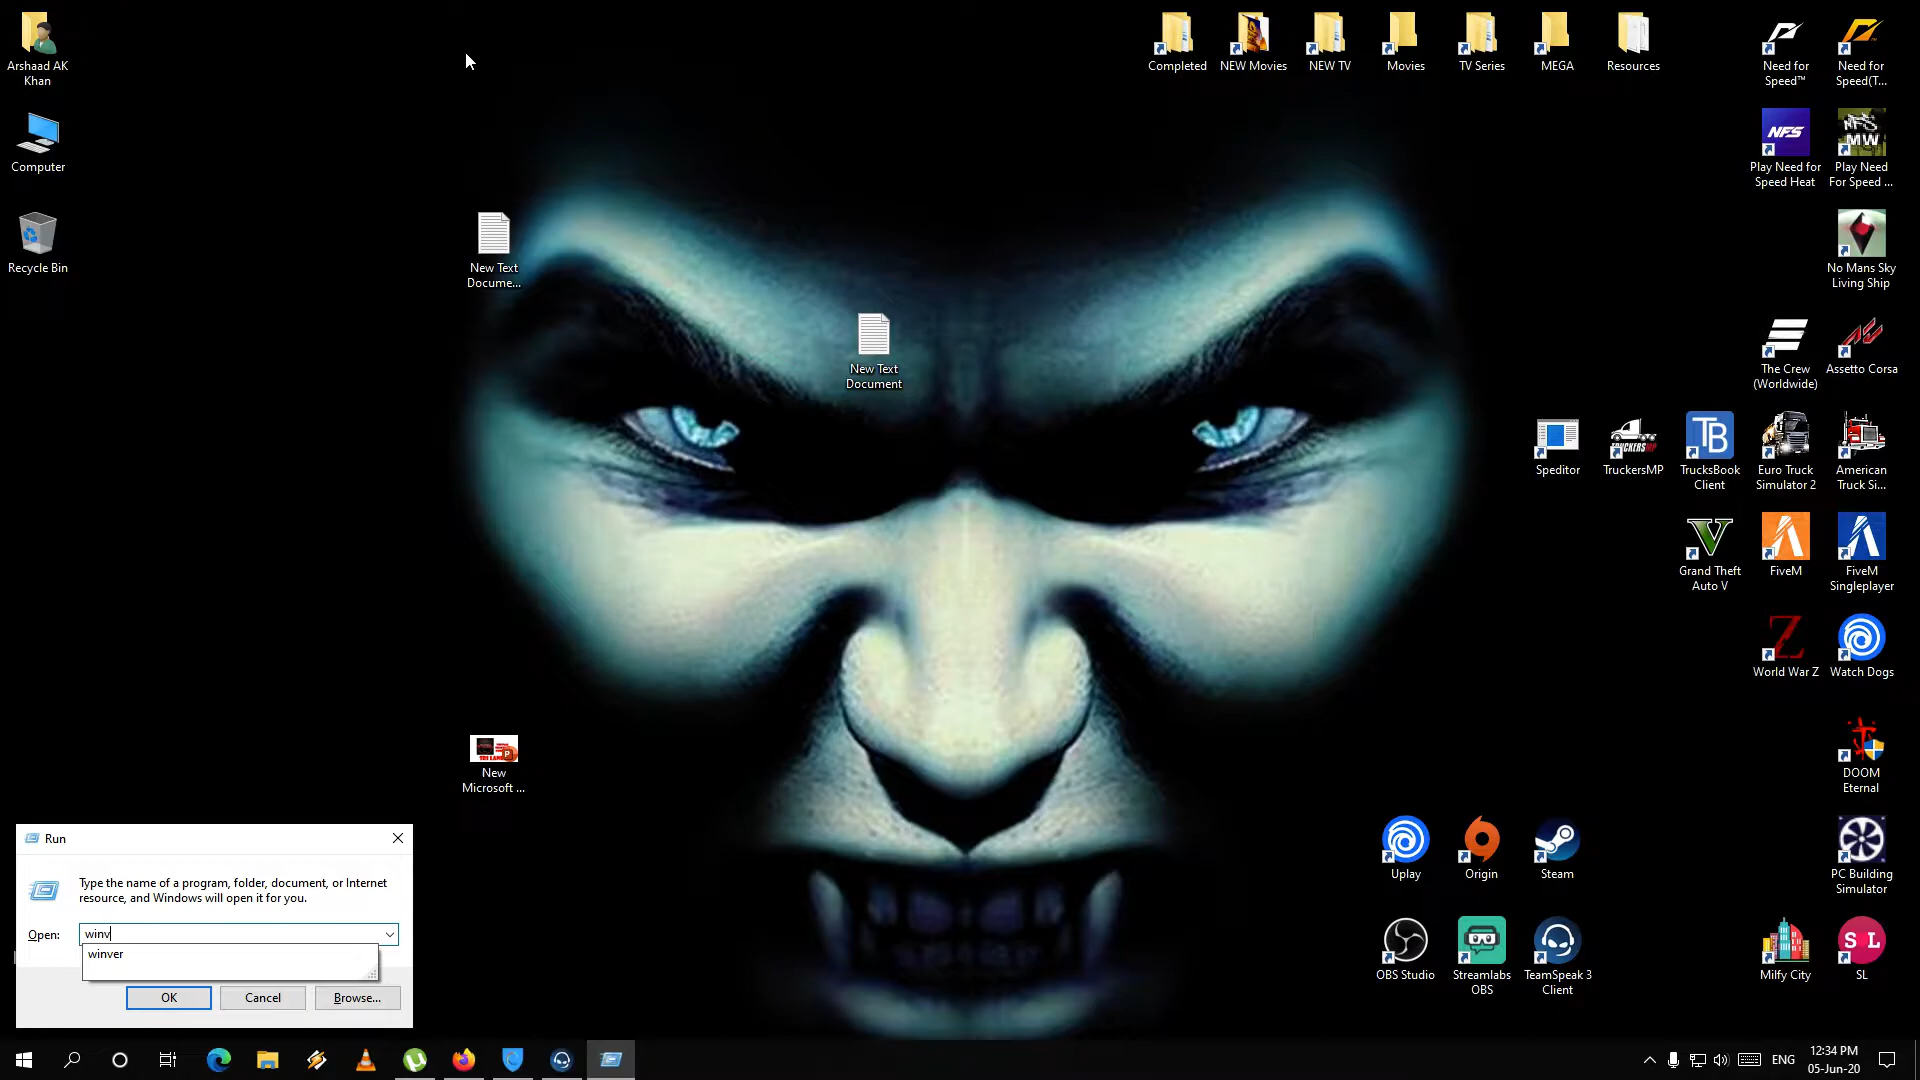 Arshaad AK
Khan
Computer
Recycle Bin
New Text
Docume...
New Text
Document
New
Microsoft ...
Completed
NEW Movies
NEW TV
Movies
TV Series
MEGA
Resources
Need for
Speed™
Need for
Speed(T...
NFS
Play Need for
Speed Heat
NFS
MW
Play Need
For Speed ...
No Mans Sky
Living Ship
The Crew
(Worldwide)
Assetto Corsa
Speditor
TRUCKERSMP
TruckersMP
TB
TrucksBook
Client
Euro Truck
Simulator 2
American
Truck Si...
V
Grand Theft
Auto V
FiveM
FiveM
Singleplayer
Z
World War Z
Watch Dogs
DOOM
Eternal
Uplay
Origin
Steam
PC Building
Simulator
OBS Studio
Streamlabs
OBS
TeamSpeak 3
Client
Milfy City
SL
SL
Run
Type the name of a program, folder, document, or Internet
resource, and Windows will open it for you.
Open:
winv
winver
OK
Cancel
Browse...
ENG
12:34 PM
05-Jun-20